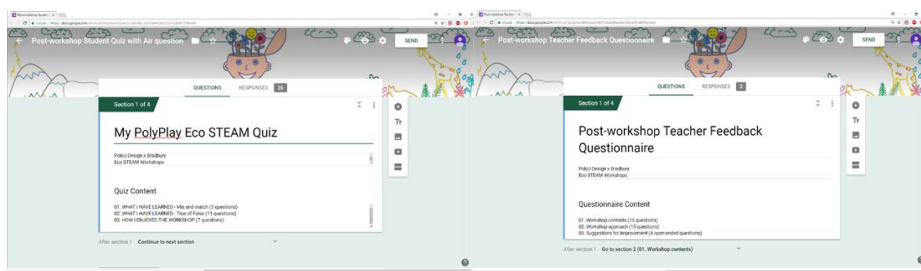 Post-workshop Student Quiz with Air question
SEND
QUESTIONS RESPONSES 26
Section 1 of 4
My PolyPlay Eco STEAM Quiz
PolyU Design x Bradbury
Eco STEAM Workshops
Quiz Content
01. WHAT I HAVE LEARNED - Mix and match (3 questions)
02. WHAT I HAVE LEARNED - True of False (11 questions)
03. HOW I ENJOYED THE WORKSHOP (7 questions)
After section 1 Continue to next section
Post-workshop Teacher Feedback Questionnaire
SEND
QUESTIONS RESPONSES 3
Section 1 of 4
Post-workshop Teacher Feedback
Questionnaire
PolyU Design x Bradbury
Eco STEAM Workshops
Questionnaire Content
01. Workshop contents (15 questions)
02. Workshop approach (15 questions)
03. Suggestions for improvement (4 open-ended questions)
After section 1 Go to section 2 (01. Workshop contents)